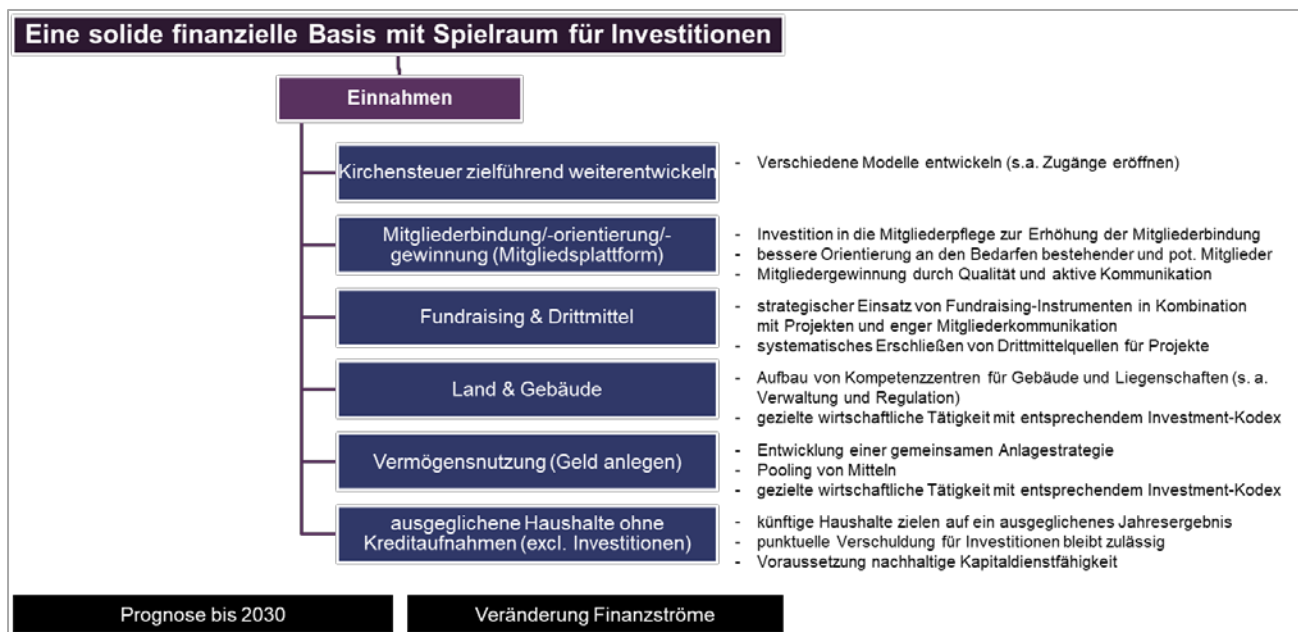 Eine solide finanzielle Basis mit Spielraum für Investitionen
Einnahmen
Kirchensteuer zielführend weiterentwickeln
- Verschiedene Modelle entwickeln (s.a. Zugänge eröffnen)
Mitgliederbindung/-orientierung/-
gewinnung (Mitgliedsplattform)
- Investition in die Mitgliederpflege zur Erhöhung der Mitgliederbindung
- bessere Orientierung an den Bedarfen bestehender und pot. Mitglieder
- Mitgliedergewinnung durch Qualität und aktive Kommunikation
Fundraising & Drittmittel
- strategischer Einsatz von Fundraising-Instrumenten in Kombination
mit Projekten und enger Mitgliederkommunikation
- systematisches Erschließen von Drittmittelquellen für Projekte
Land & Gebäude
- Aufbau von Kompetenzzentren für Gebäude und Liegenschaften (s. a.
Verwaltung und Regulation)
- gezielte wirtschaftliche Tätigkeit mit entsprechendem Investment-Kodex
Vermögensnutzung (Geld anlegen)
- Entwicklung einer gemeinsamen Anlagestrategie
- Pooling von Mitteln
- gezielte wirtschaftliche Tätigkeit mit entsprechendem Investment-Kodex
ausgeglichene Haushalte ohne
Kreditaufnahmen (excl. Investitionen)
- künftige Haushalte zielen auf ein ausgeglichenes Jahresergebnis
- punktuelle Verschuldung für Investitionen bleibt zulässig
- Voraussetzung nachhaltige Kapitaldienstfähigkeit
Prognose bis 2030
Veränderung Finanzströme